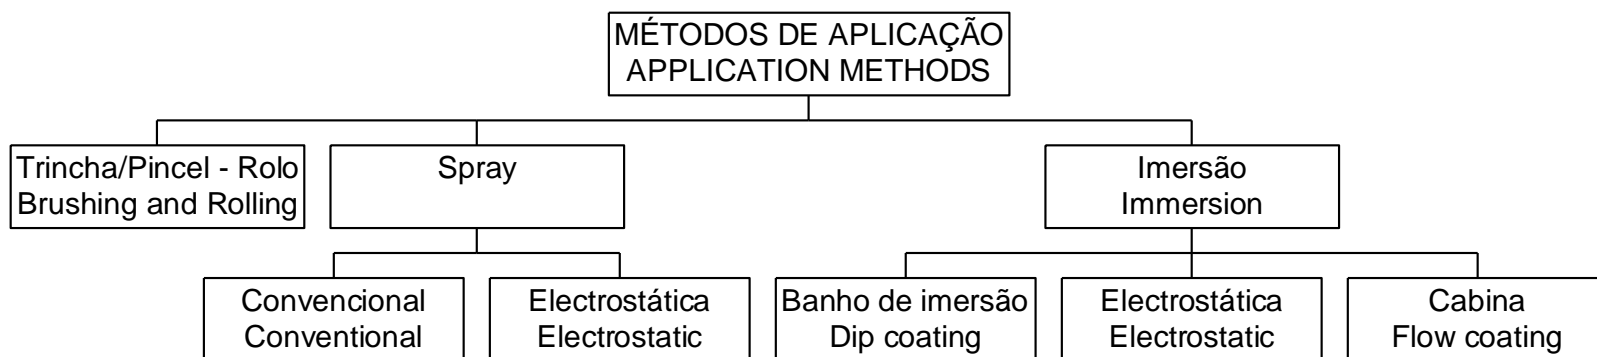 MÉTODOS DE APLICAÇÃO
APPLICATION METHODS
Trincha/Pincel - Rolo
Brushing and Rolling
Spray
Imersão
Immersion
Convencional
Conventional
Electrostática
Electrostatic
Banho de imersão
Dip coating
Electrostática
Electrostatic
Cabina
Flow coating